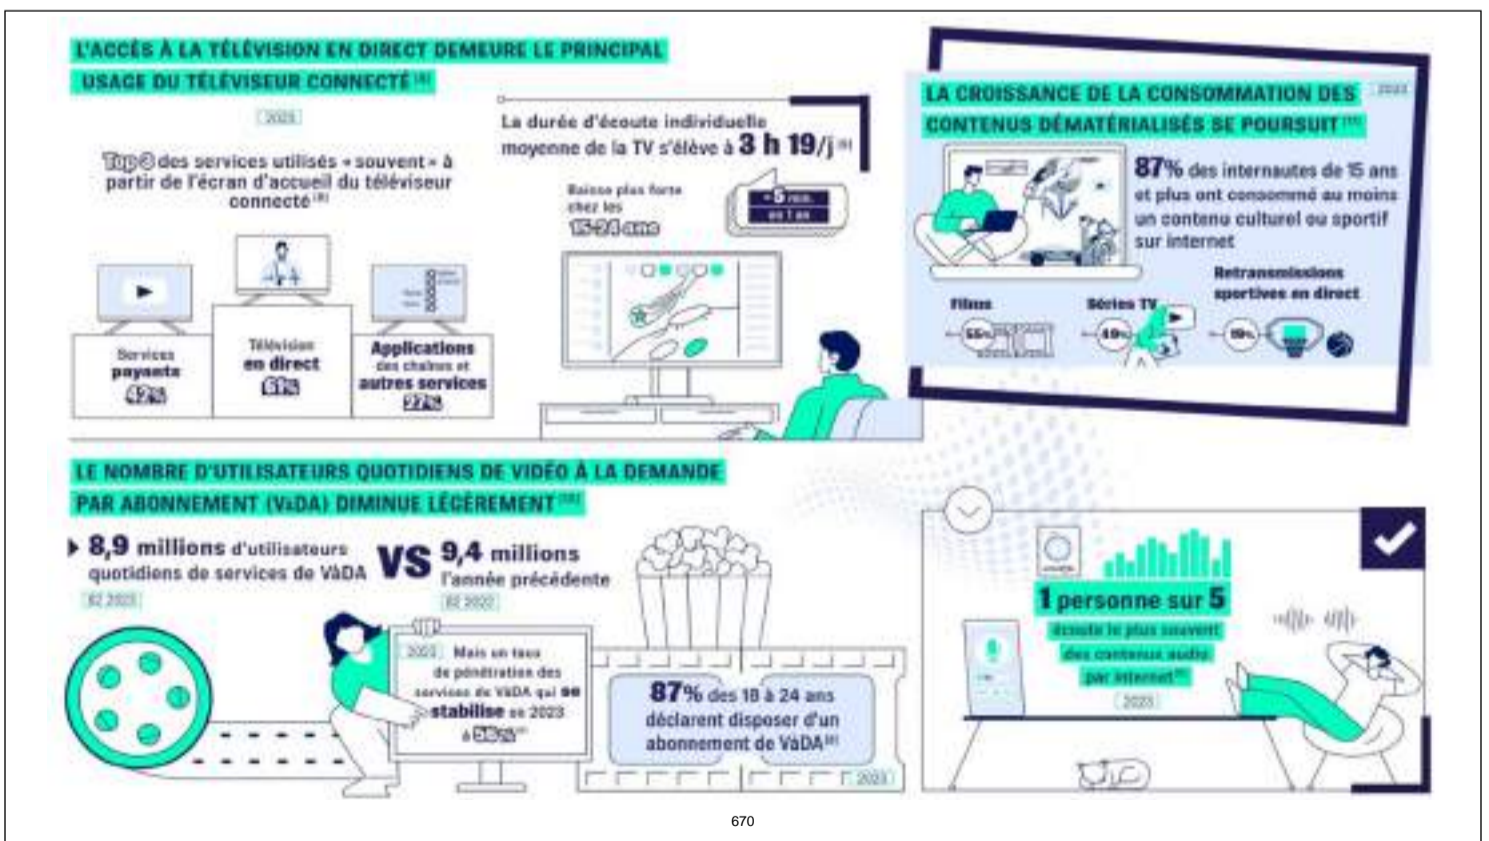 L'ACCÈS À LA TÉLÉVISION EN DIRECT DEMEURE LE PRINCIPAL
USAGE DU TÉLÉVISEUR CONNECTÉ
2023
Top 3 des services utilisés « souvent » à
partir de l'écran d'accueil du téléviseur
connecté
Services
payants
42%
Télévision
en direct
61%
Applications
des chaînes et
autres services
27%
La durée d'écoute individuelle
moyenne de la TV s'élève à 3 h 19/j
Baisse plus forte
chez les
15-24 ans
min.
en 1 an
LA CROISSANCE DE LA CONSOMMATION DES
2023
CONTENUS DÉMATÉRIALISÉS SE POURSUIT
87% des internautes de 15 ans
et plus ont consommé au moins
un contenu culturel ou sportif
sur internet
Films
55%
Séries TV
49%
Retransmissions
sportives en direct
19%
LE NOMBRE D'UTILISATEURS QUOTIDIENS DE VIDÉO À LA DEMANDE
PAR ABONNEMENT (VàDA) DIMINUE LÉGÈREMENT
8,9 millions d'utilisateurs
quotidiens de services de VàDA
S2 2023
VS
9,4 millions
l'année précédente
S2 2022
2023 Mais un taux
de pénétration des
services de VàDA qui se
stabilise en 2023
à
87% des 18 à 24 ans
déclarent disposer d'un
abonnement de VàDA
2023
1 personne sur 5
écoute le plus souvent
des contenus audio
par internet
2023
670